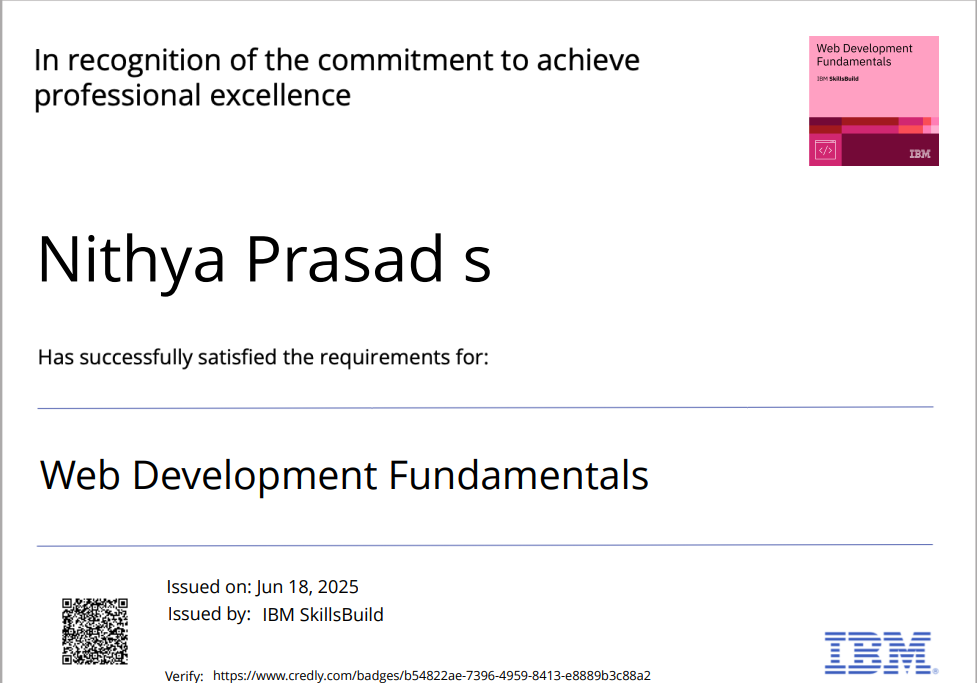 In recognition of the commitment to achieve
professional excellence
Web Development
Fundamentals
IBM SkillsBuild
</>
IBM
Nithya Prasad s
Has successfully satisfied the requirements for:
Web Development Fundamentals
Issued on: Jun 18, 2025
Issued by: IBM SkillsBuild
IBM®
Verify: https://www.credly.com/badges/b54822ae-7396-4959-8413-e8889b3c88a2